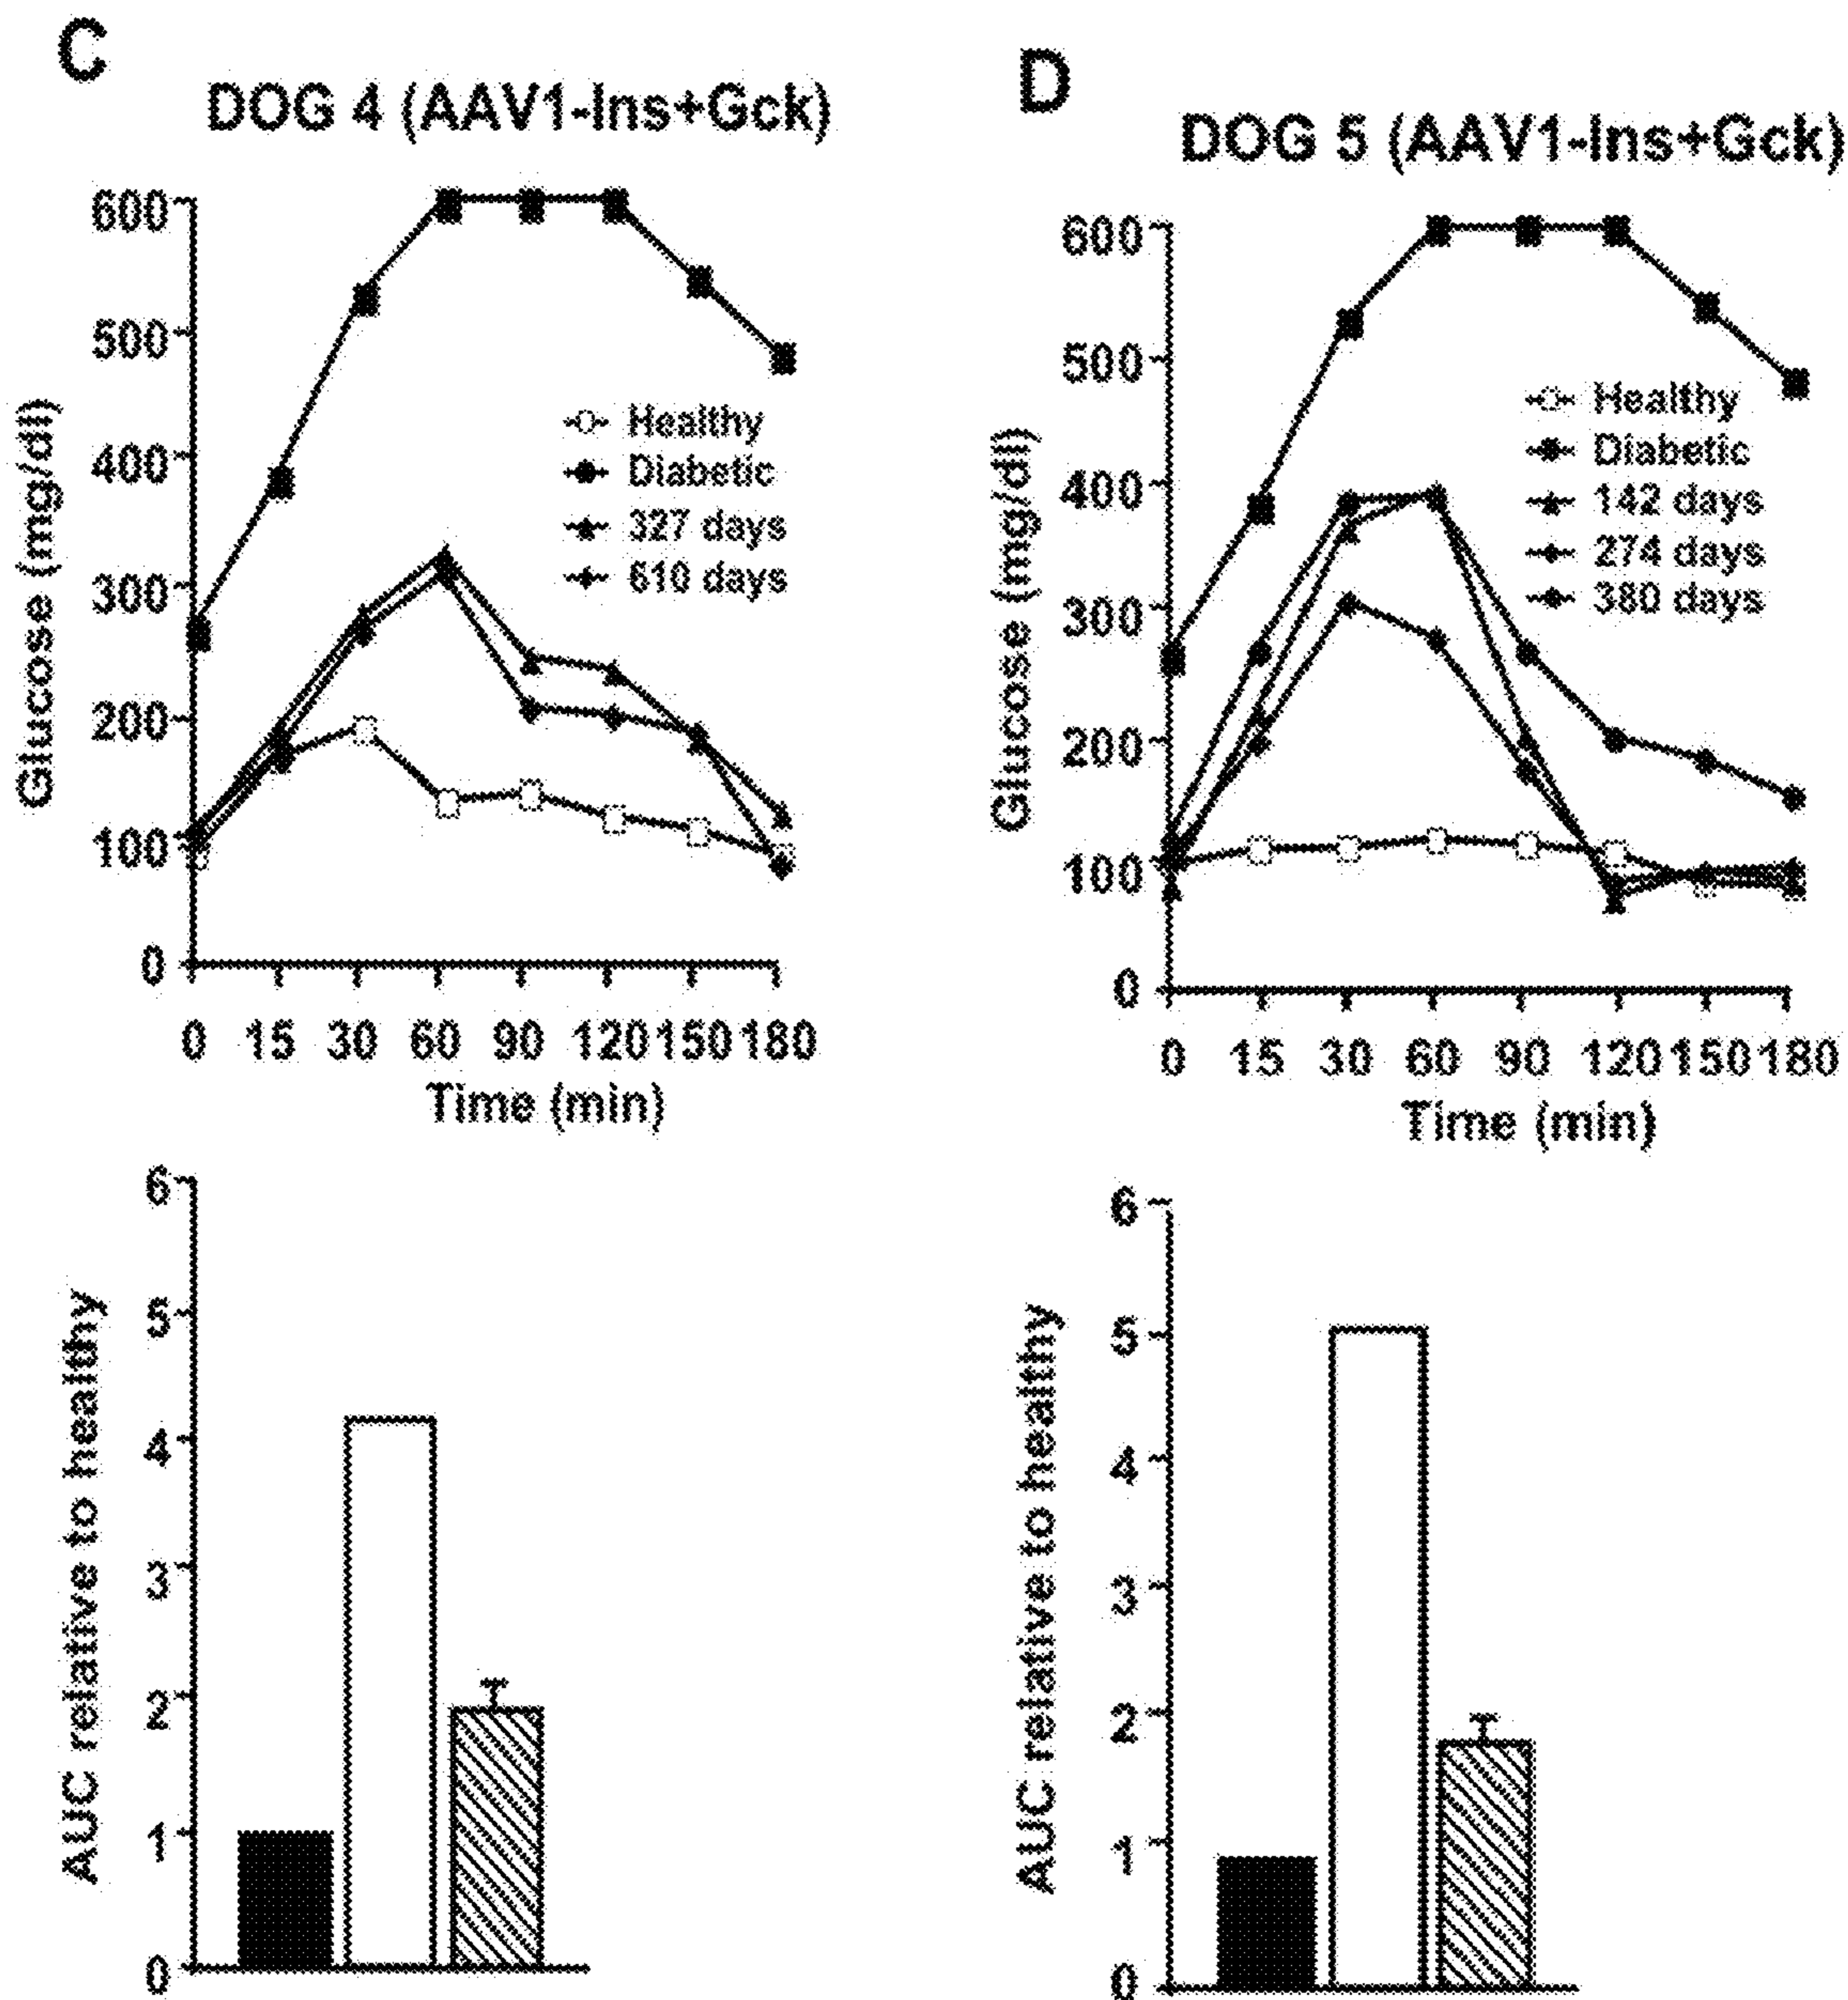 C
DOG 4 (AAV1-Ins+Gck)
600
500
400
300
200
100
0
Glucose (mg/dl)
Healthy
Diabetic
327 days
610 days
0 15 30 60 90 120 150 180
Time (min)
D
DOG 5 (AAV1-Ins+Gck)
600
500
400
300
200
100
0
Glucose (mg/dl)
Healthy
Diabetic
142 days
274 days
380 days
0 15 30 60 90 120 150 180
Time (min)
6
5
4
3
2
1
0
AUC relative to healthy
6
5
4
3
2
1
0
AUC relative to healthy